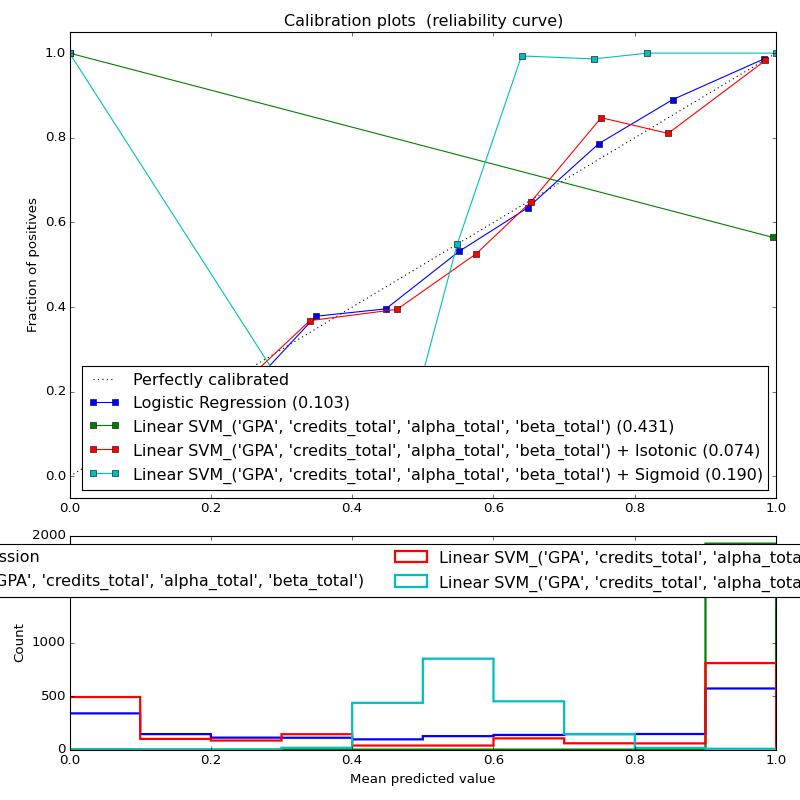 Calibration plots  (reliability curve)
Fraction of positives
1.0
0.8
0.6
0.4
0.2
0.0
Perfectly calibrated
Logistic Regression (0.103)
Linear SVM_('GPA', 'credits_total', 'alpha_total', 'beta_total') (0.431)
Linear SVM_('GPA', 'credits_total', 'alpha_total', 'beta_total') + Isotonic (0.074)
Linear SVM_('GPA', 'credits_total', 'alpha_total', 'beta_total') + Sigmoid (0.190)
0.0 0.2 0.4 0.6 0.8 1.0
2000
ssion
GPA', 'credits_total', 'alpha_total', 'beta_total')
Linear SVM_('GPA', 'credits_total', 'alpha_tota
Linear SVM_('GPA', 'credits_total', 'alpha_tota
Count
1000
500
0
0.0 0.2 0.4 0.6 0.8 1.0
Mean predicted value